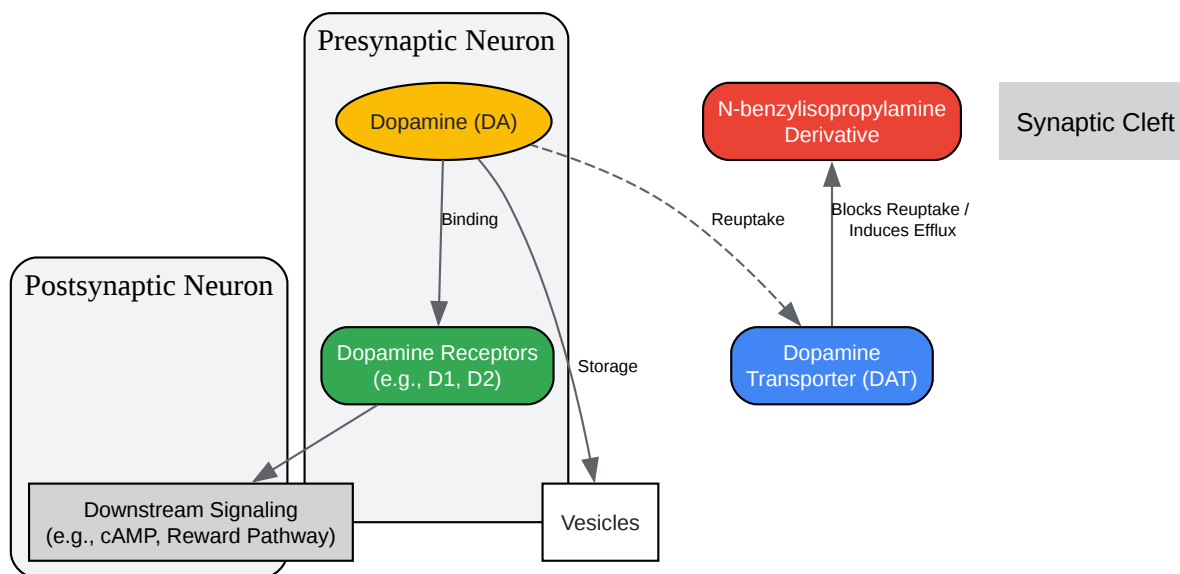 Presynaptic Neuron
Dopamine (DA)
N-benzylisopropylamine
Derivative
Synaptic Cleft
Binding
Reuptake
Blocks Reuptake /
Induces Efflux
Postsynaptic Neuron
Dopamine Receptors
(e.g., D1, D2)
Storage
Dopamine
Transporter (DAT)
Downstream Signaling
(e.g., cAMP, Reward Pathway)
Vesicles